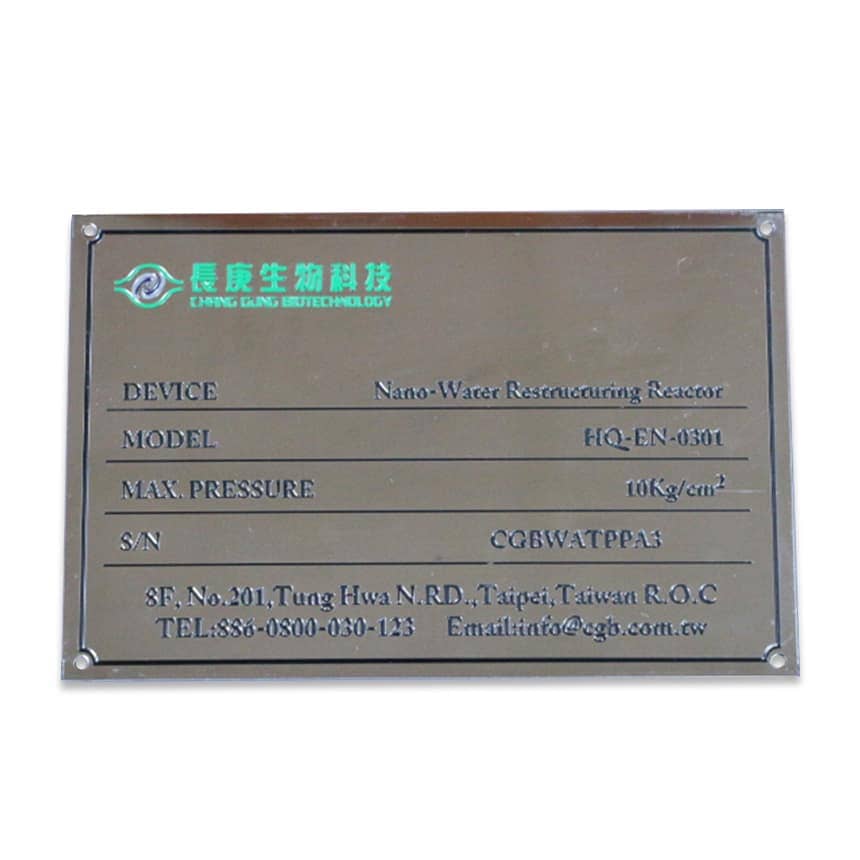 長庚生物科技
CHANG GUNG BIOTECHNOLOGY
DEVICE Nano-Water Restructuring Reactor
MODEL HQ-EN-0301
MAX. PRESSURE 10Kg/cm²
S/N CGBWATPPA3
8F, No.201,Tung Hwa N.RD.,Taipei,Taiwan R.O.C
TEL:886-0800-030-123 Email:info@cgb.com.tw